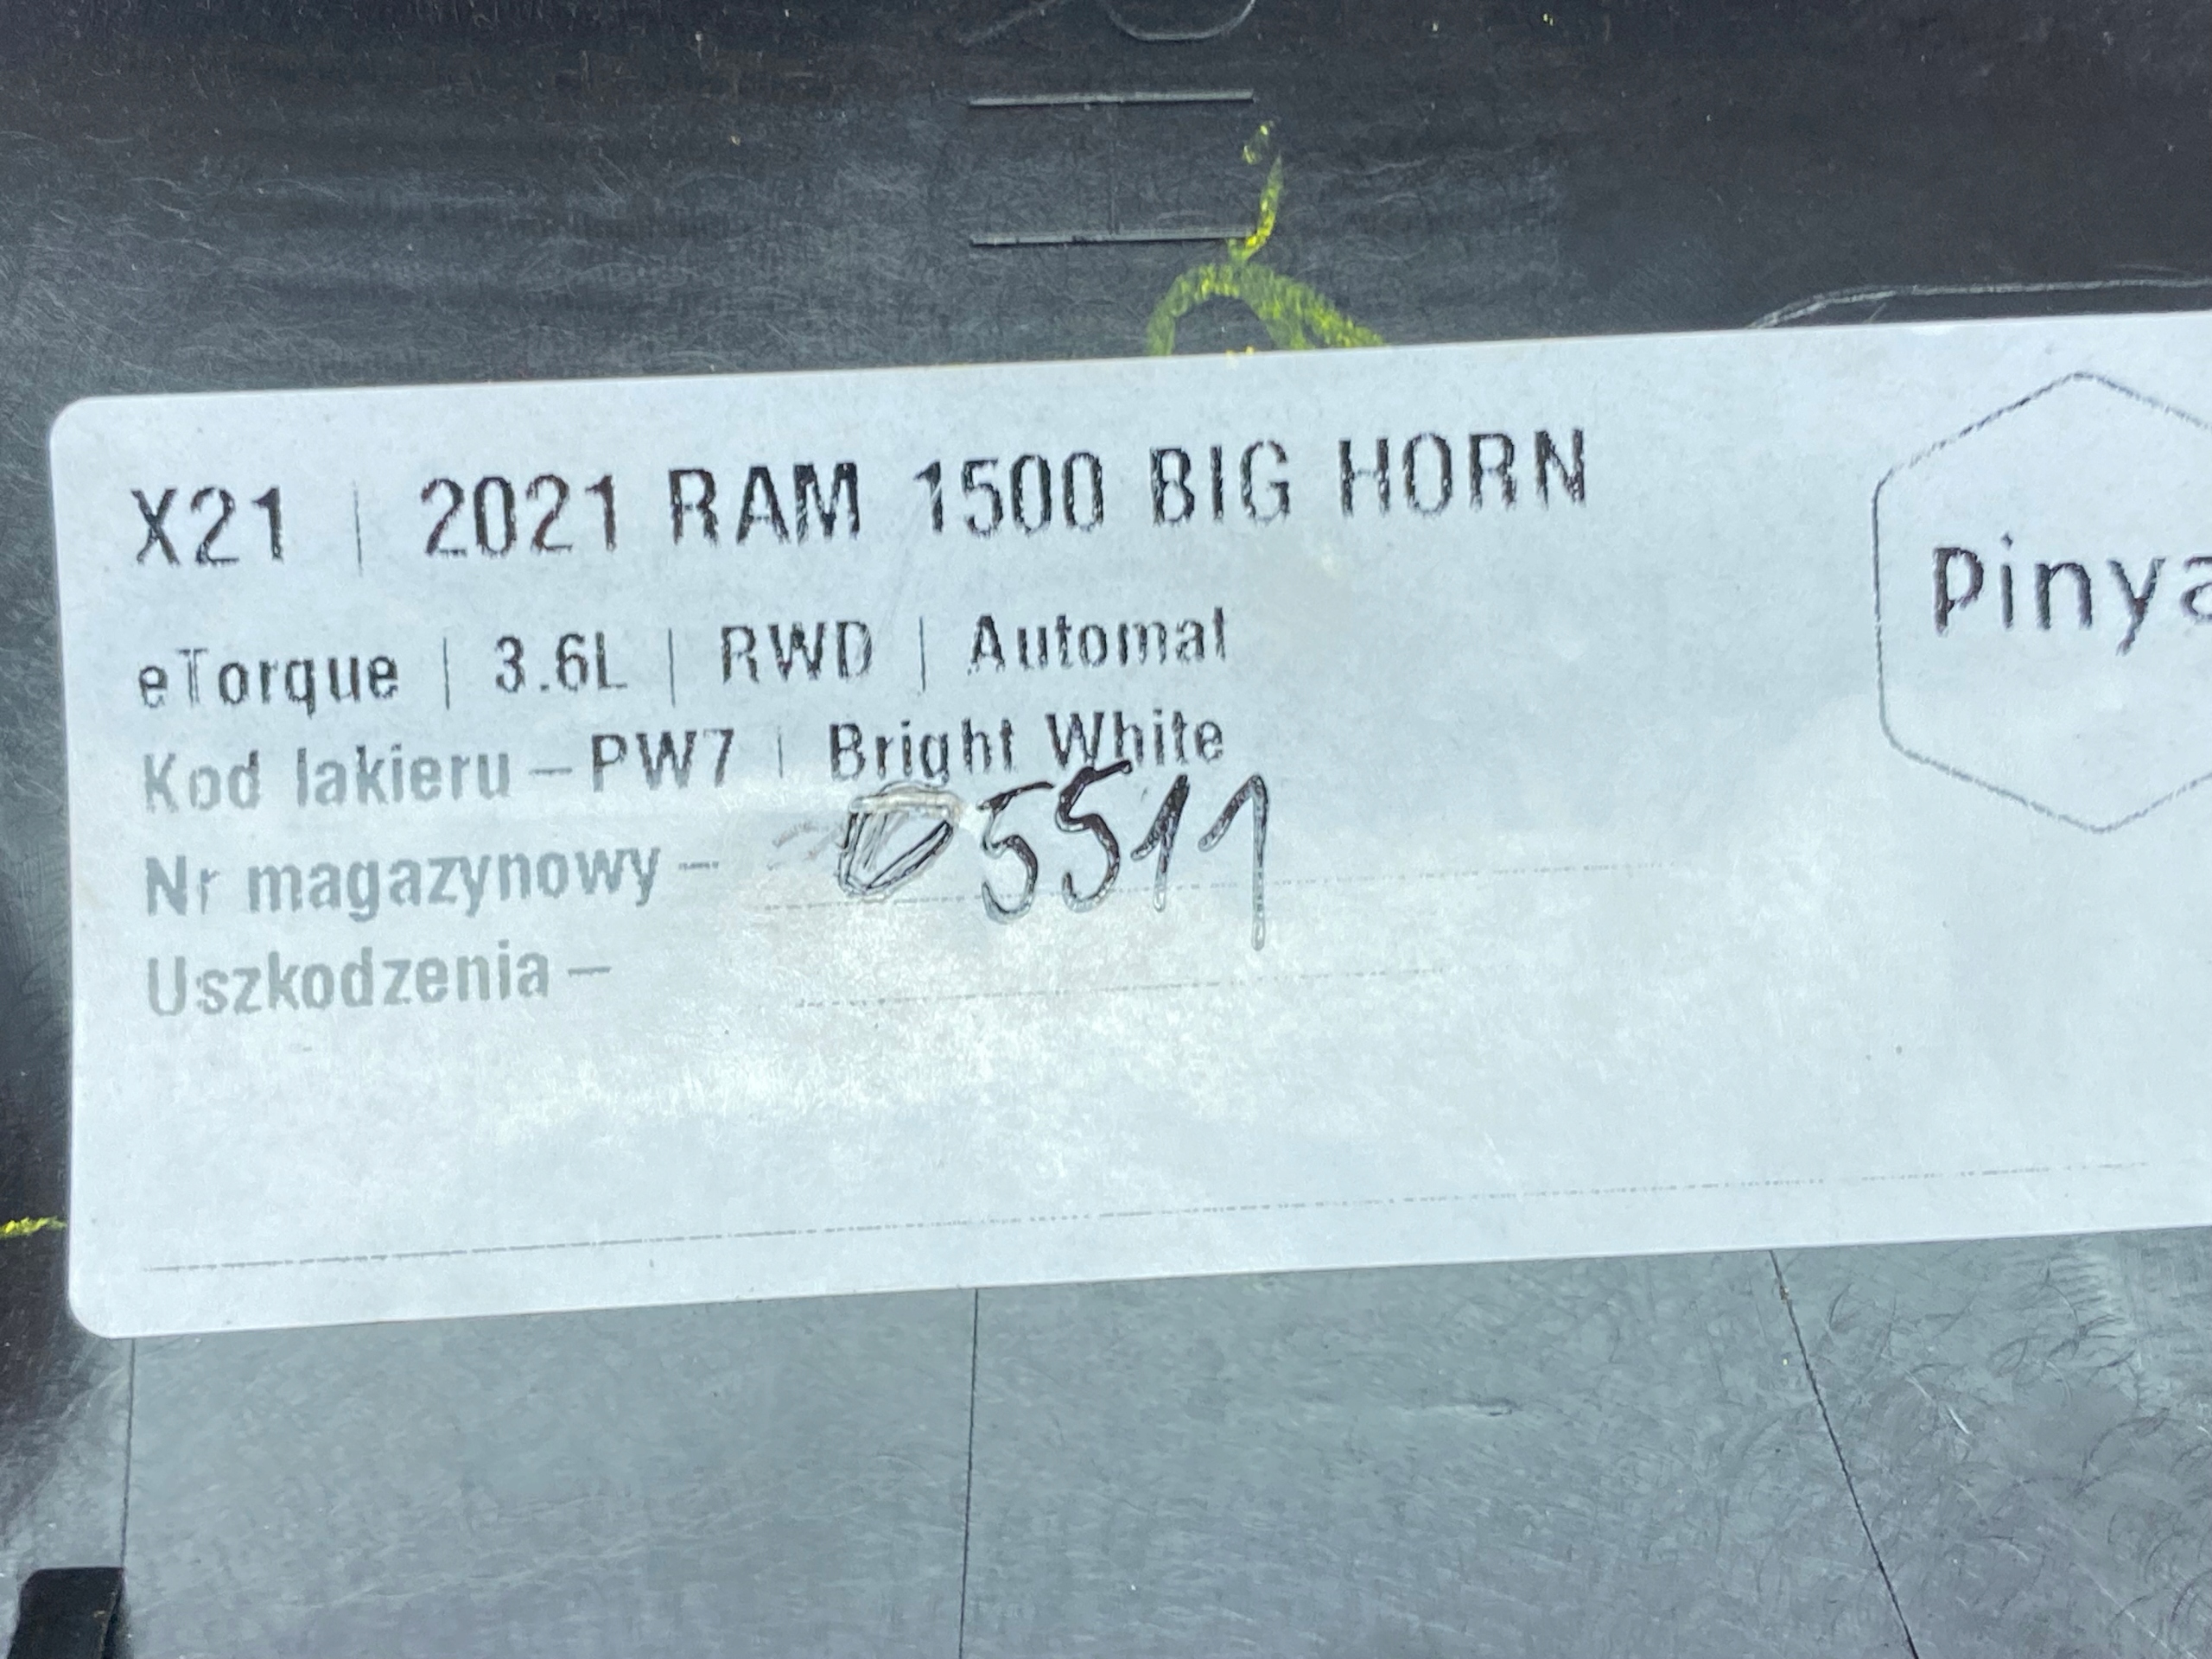 X21 | 2021 RAM 1500 BIG HORN
Pinya
eTorque | 3.6L | RWD | Automat
Kod lakieru – PW7 | Bright White
Nr magazynowy – 5511
Uszkodzenia –